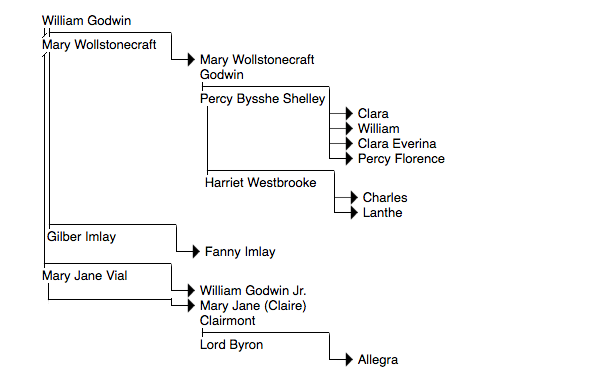 William Godwin
Mary Wollstonecraft
Mary Wollstonecraft
Godwin
Percy Bysshe Shelley
Clara
William
Clara Everina
Percy Florence
Harriet Westbrooke
Charles
Lanthe
Gilber Imlay
Fanny Imlay
Mary Jane Vial
William Godwin Jr.
Mary Jane (Claire)
Clairmont
Lord Byron
Allegra